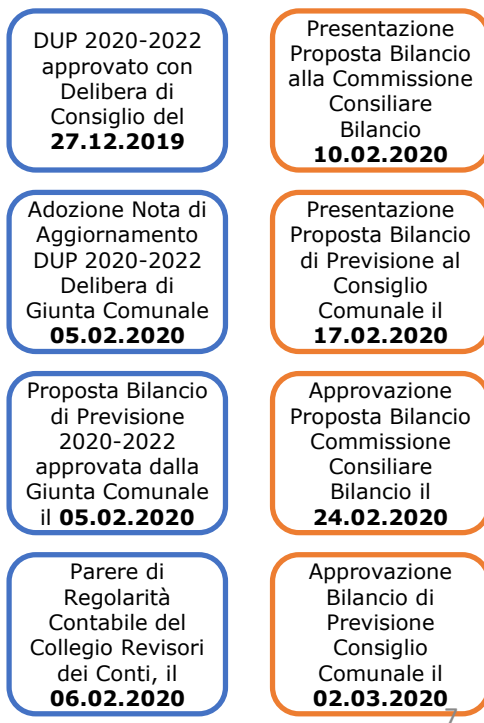 DUP 2020-2022
approvato con
Delibera di
Consiglio del
27.12.2019
Adozione Nota di
Aggiornamento
DUP 2020-2022
Delibera di
Giunta Comunale
05.02.2020
Proposta Bilancio
di Previsione
2020-2022
approvata dalla
Giunta Comunale
il 05.02.2020
Parere di
Regolarità
Contabile del
Collegio Revisori
dei Conti, il
06.02.2020
Presentazione
Proposta Bilancio
alla Commissione
Consiliare
Bilancio
10.02.2020
Presentazione
Proposta Bilancio
di Previsione al
Consiglio
Comunale il
17.02.2020
Approvazione
Proposta Bilancio
Commissione
Consiliare
Bilancio il
24.02.2020
Approvazione
Bilancio di
Previsione
Consiglio
Comunale il
02.03.2020
7